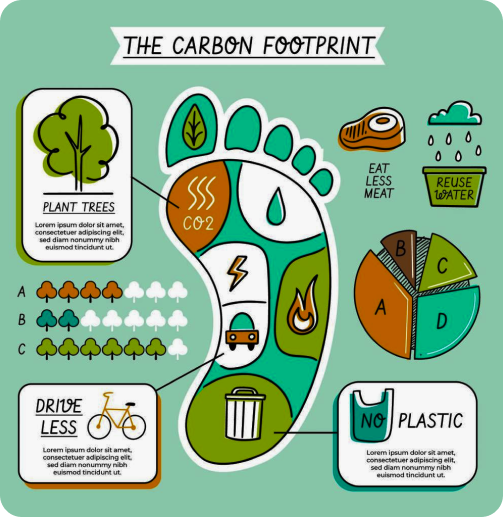 THE CARBON FOOTPRINT
PLANT TREES
Lorem ipsum dolor sit amet,
consectetuer adipiscing elit,
sed diam nonummy nibh
euismod tincidunt ut.
CO2
EAT
LESS
MEAT
REUSE
WATER
A
B
C
A
B
C
D
DRIVE
LESS
Lorem ipsum dolor sit amet,
consectetuer adipiscing elit,
sed diam nonummy nibh
euismod tincidunt ut.
NO PLASTIC
Lorem ipsum dolor sit amet,
consectetuer adipiscing elit,
sed diam nonummy nibh
euismod tincidunt ut.